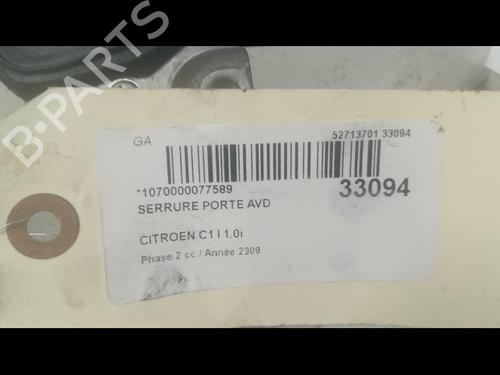 B-PARTS
GA
52713701 33094
*1070000077589
33094
SERRURE PORTE AVD
CITROEN C1 I 1.0i
Phase 2 cc / Année 2009